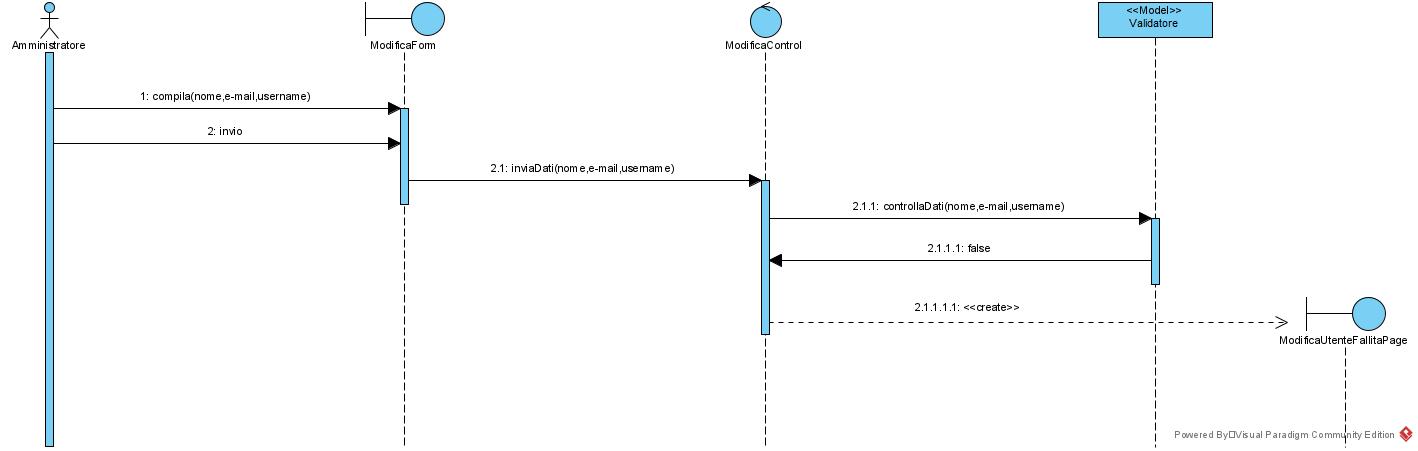 Amministratore
ModificaForm
ModificaControl
<<Model>>
Validatore
1: compila(nome,e-mail,username)
2: invio
2.1: inviaDati(nome,e-mail,username)
2.1.1: controllaDati(nome,e-mail,username)
2.1.1.1: false
2.1.1.1.1: <<create>>
ModificaUtenteFallitaPage
Powered By□Visual Paradigm Community Edition